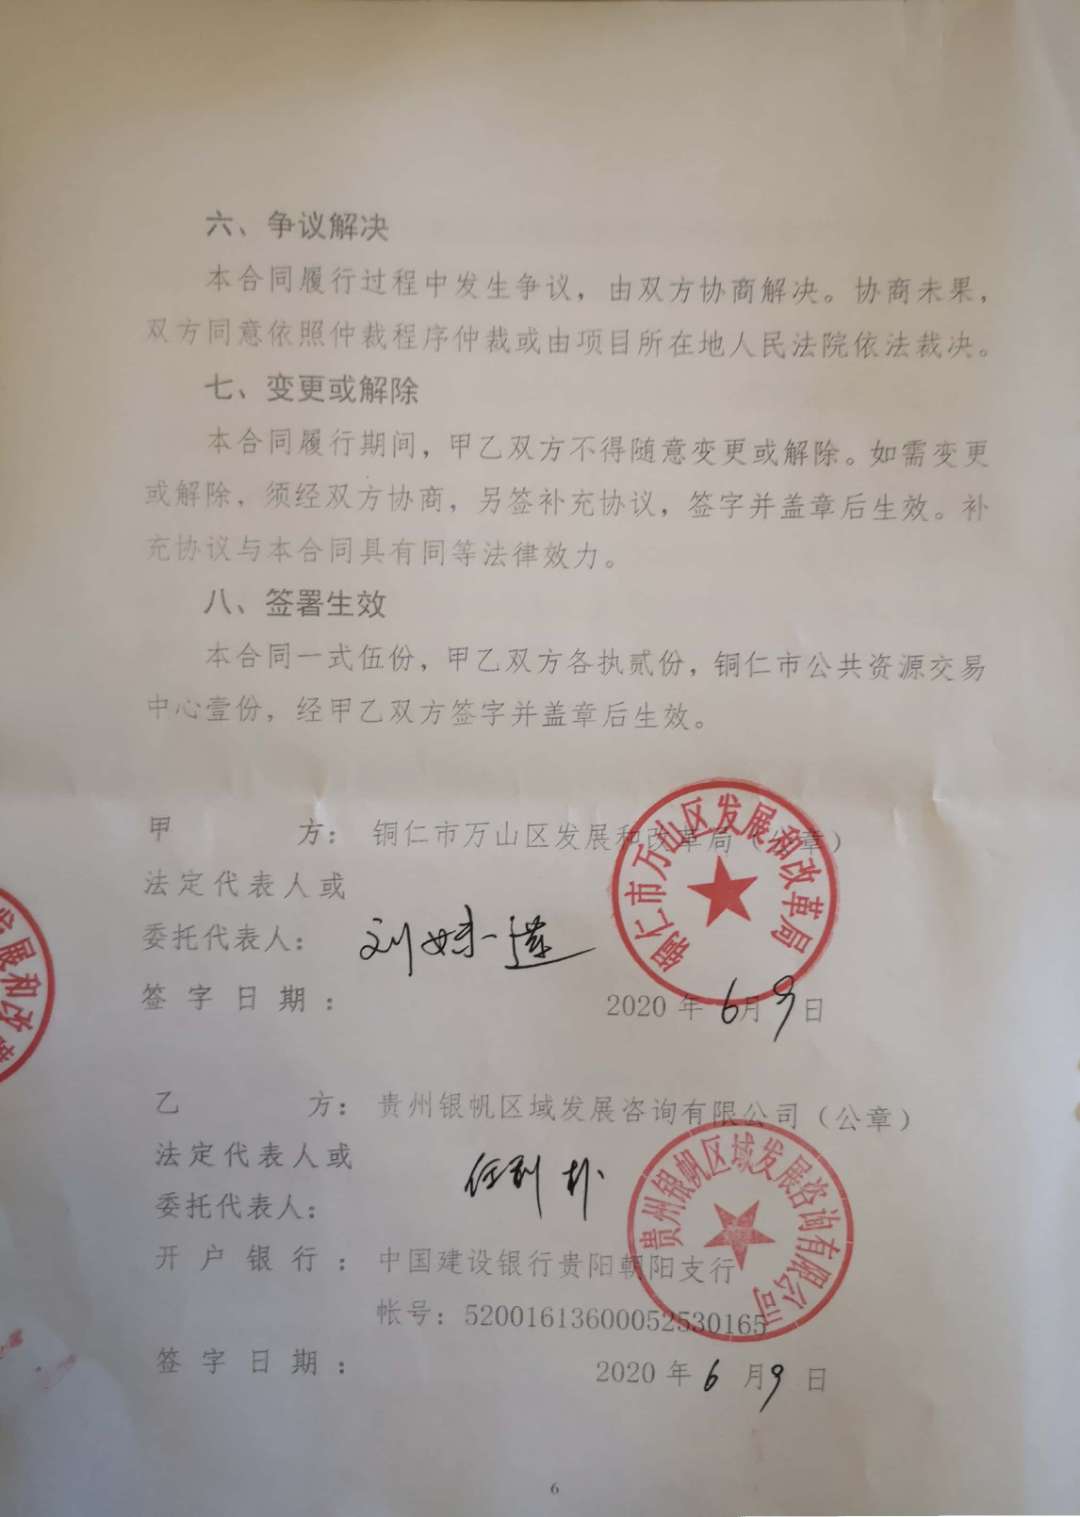 六、争议解决
本合同履行过程中发生争议，由双方协商解决。协商未果，
双方同意依照仲裁程序仲裁或由项目所在地人民法院依法裁决。
七、变更或解除
本合同履行期间，甲乙双方不得随意变更或解除。如需变更
或解除，须经双方协商，另签补充协议，签字并盖章后生效。补
充协议与本合同具有同等法律效力。
八、签署生效
本合同一式伍份，甲乙双方各执贰份，铜仁市公共资源交易
中心壹份，经甲乙双方签字并盖章后生效。
甲方：铜仁市万山区发展和改革局（公章）
铜仁市万山区发展和改革局
法定代表人或
委托代表人：
签字日期：2020年6月9日
展和改
乙方：贵州银帆区域发展咨询有限公司（公章）
贵州银帆区域发展咨询有限公司
法定代表人或
委托代表人：
开户银行：中国建设银行贵阳朝阳支行
帐号：52001613600052530165
签字日期：2020年6月9日
6